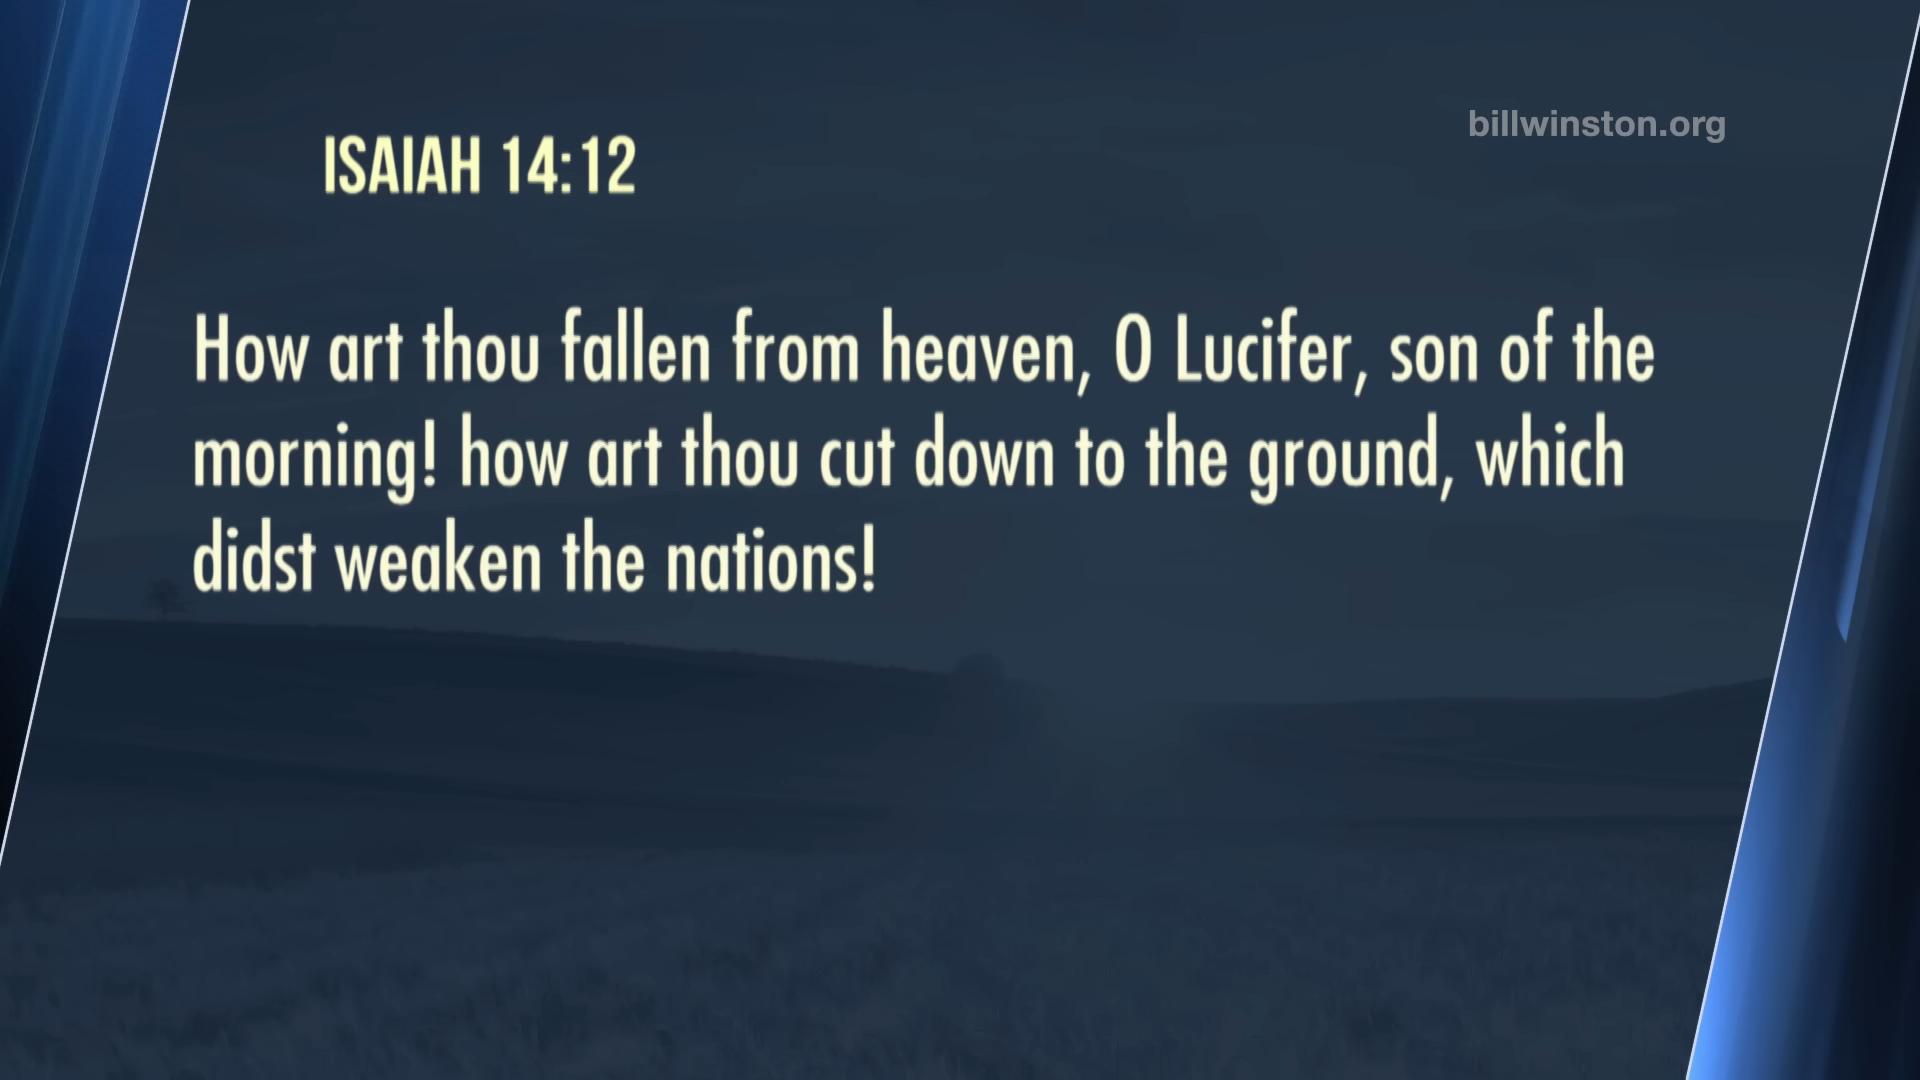 billwinston.org
ISAIAH 14:12
How art thou fallen from heaven, O Lucifer, son of the
morning! how art thou cut down to the ground, which
didst weaken the nations!